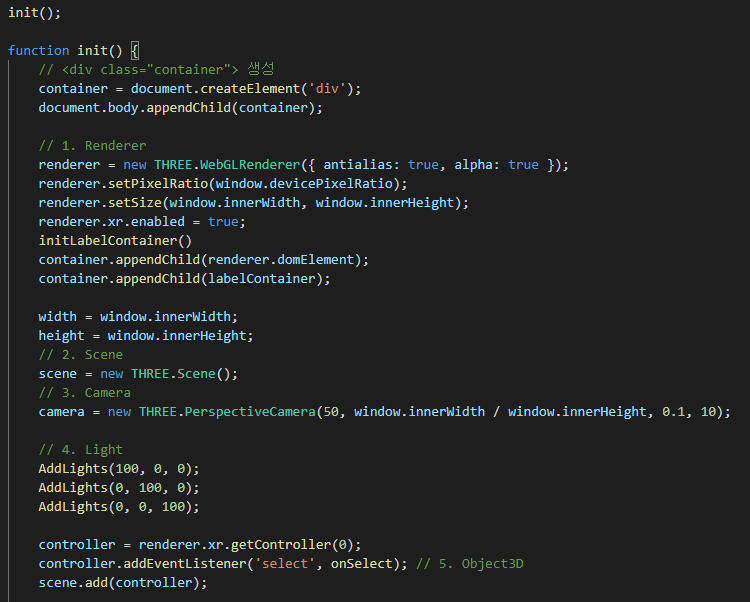 init();
function init() {
// <div class="container"> 생성
container = document.createElement('div');
document.body.appendChild(container);
// 1. Renderer
renderer = new THREE.WebGLRenderer({ antialias: true, alpha: true });
renderer.setPixelRatio(window.devicePixelRatio);
renderer.setSize(window.innerWidth, window.innerHeight);
renderer.xr.enabled = true;
initLabelContainer()
container.appendChild(renderer.domElement);
container.appendChild(labelContainer);
width = window.innerWidth;
height = window.innerHeight;
// 2. Scene
scene = new THREE.Scene();
// 3. Camera
camera = new THREE.PerspectiveCamera(50, window.innerWidth / window.innerHeight, 0.1, 10);
// 4. Light
AddLights(100, 0, 0);
AddLights(0, 100, 0);
AddLights(0, 0, 100);
controller = renderer.xr.getController(0);
controller.addEventListener('select', onSelect); // 5. Object3D
scene.add(controller);